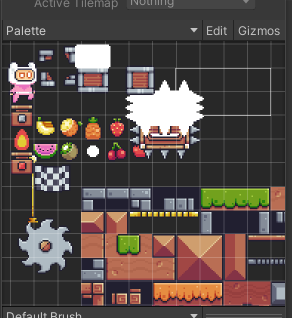 Active Tilemap Nothing
Palette Edit Gizmos
Default Brush